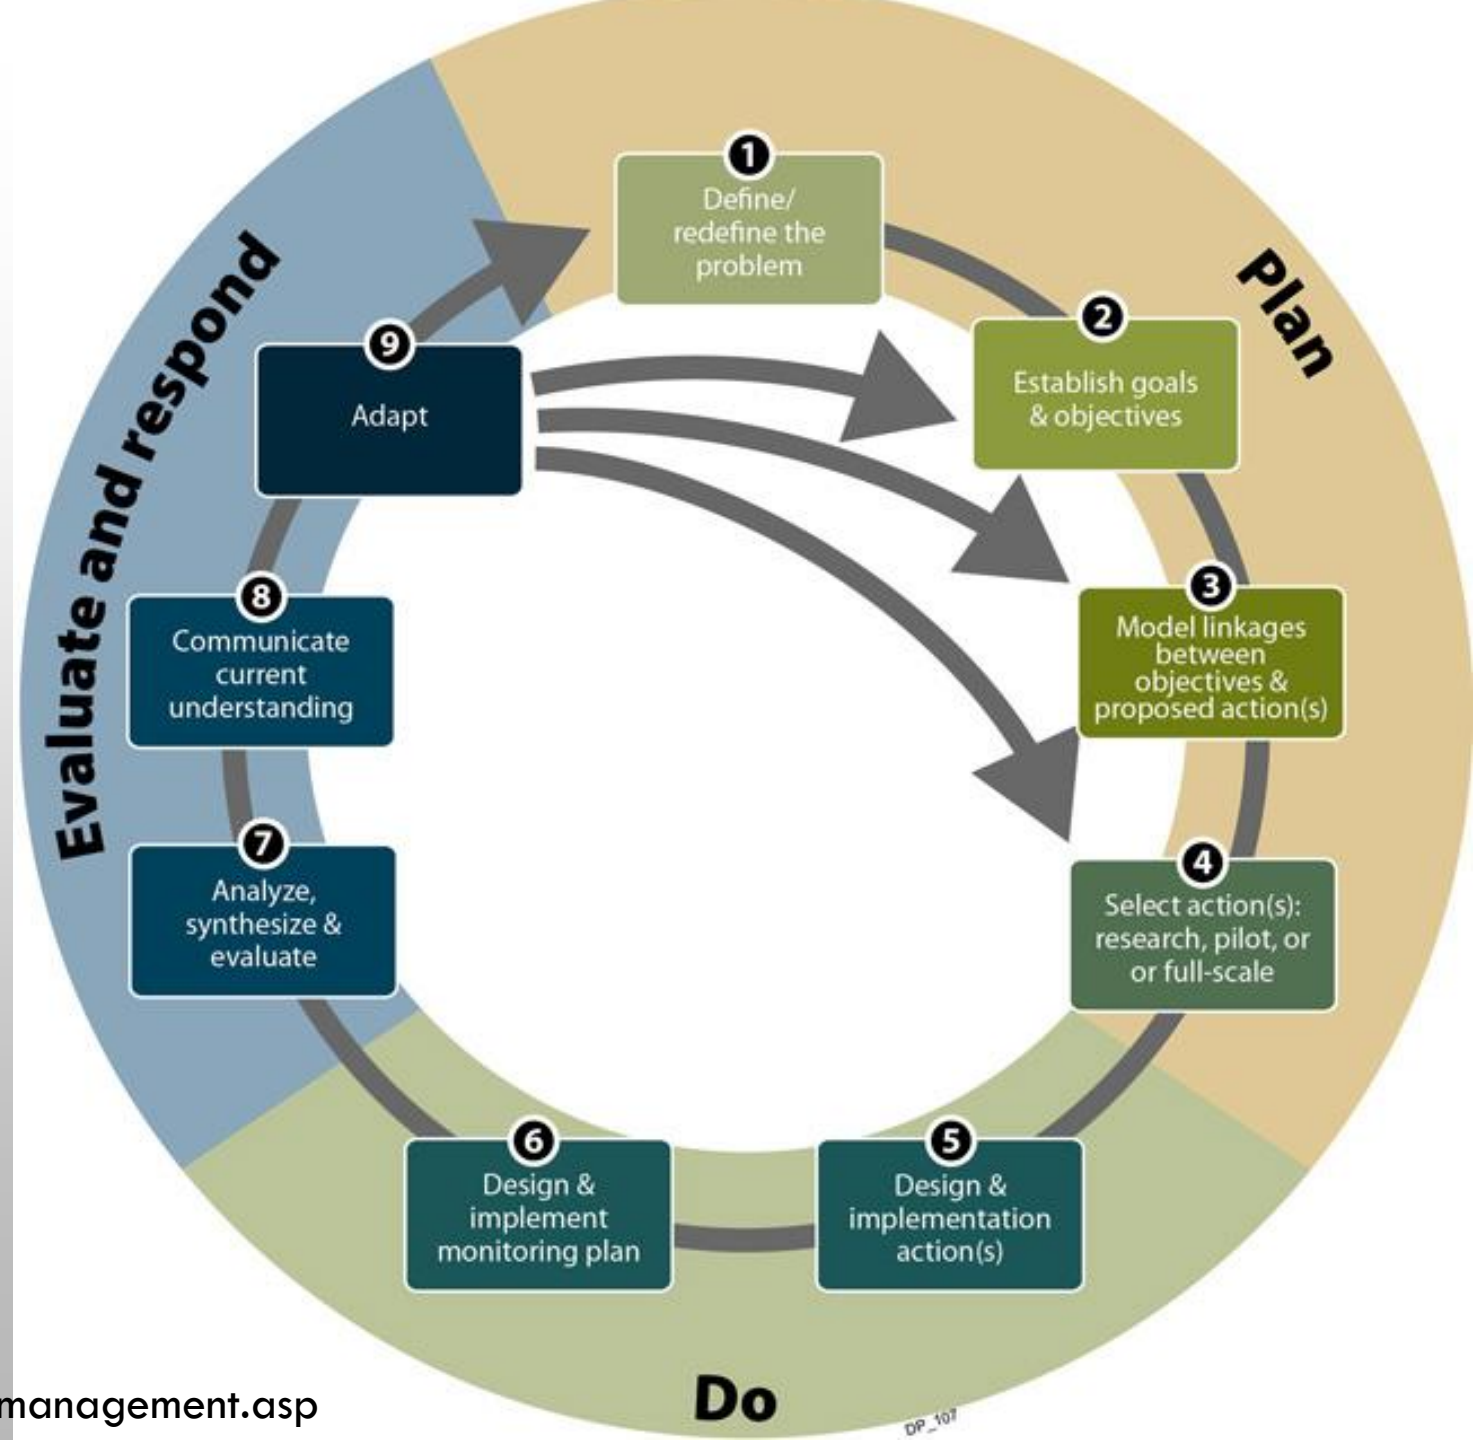 1
Define/
redefine the
problem
2
Establish goals
& objectives
3
Model linkages
between
objectives &
proposed action(s)
4
Select action(s):
research, pilot, or
or full-scale
5
Design &
implementation
action(s)
6
Design &
implement
monitoring plan
7
Analyze,
synthesize &
evaluate
8
Communicate
current
understanding
9
Adapt
Plan
Do
Evaluate and respond
management.asp
DP_107